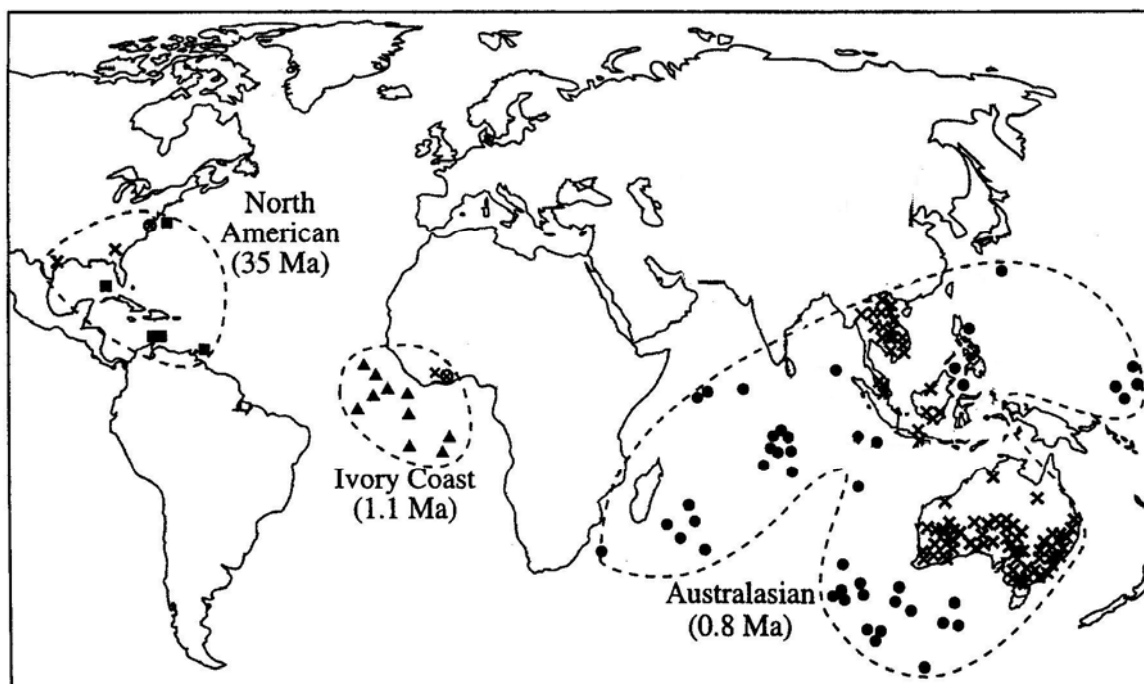 North
American
(35 Ma)
Ivory Coast
(1.1 Ma)
Australasian
(0.8 Ma)